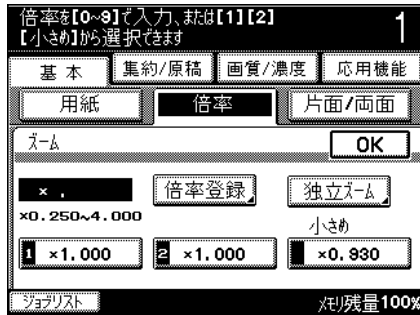 倍率を[0~9]で入力、または[1][2]
【小さめ]から選択できます
1
基本 集約/原稿 画質/濃度 応用機能
用紙 倍率 片面/両面
ズーム OK
× .
倍率登録 独立ズーム
×0.250~4.000
小さめ
1 ×1.000 2 ×1.000 ×0.930
ジョブリスト ﾒﾓﾘ残量100%